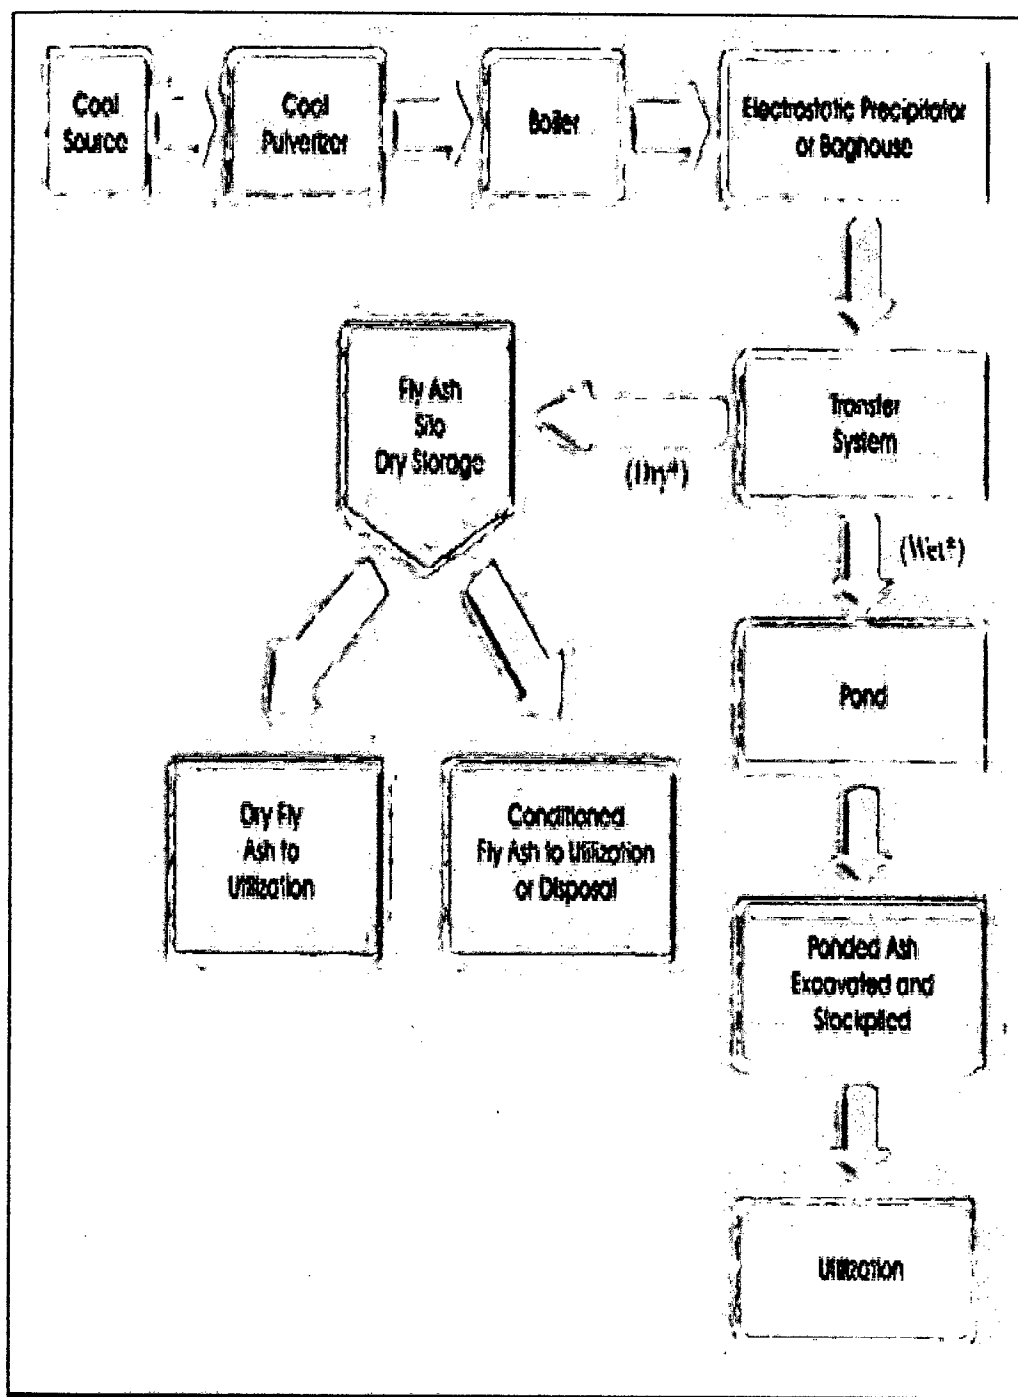 Coal
Source
Coal
Pulverizer
Boiler
Electrostatic Precipitator
or Baghouse
Fly Ash
Silo
Dry Storage
(Dry*)
Transfer
System
(Wet*)
Pond
Dry Fly
Ash to
Utilization
Conditioned
Fly Ash to Utilization
or Disposal
Ponded Ash
Excavated and
Stockpiled
Utilization